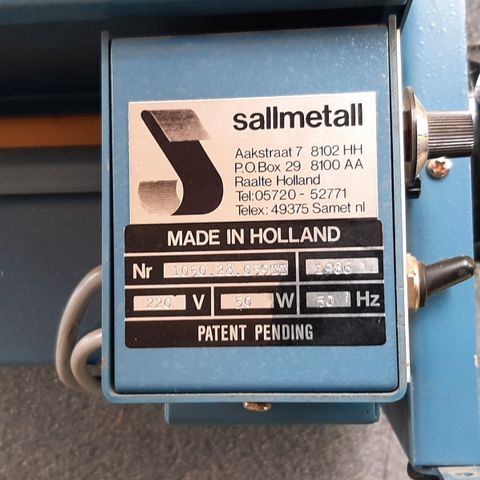 sallmetall
Aakstraat 7 8102 HH
P.O.Box 29 8100 AA
Raalte Holland
Tel:05720 - 52771
Telex: 49375 Samet nl
MADE IN HOLLAND
Nr 1986
220 V 50 W 50 Hz
PATENT PENDING